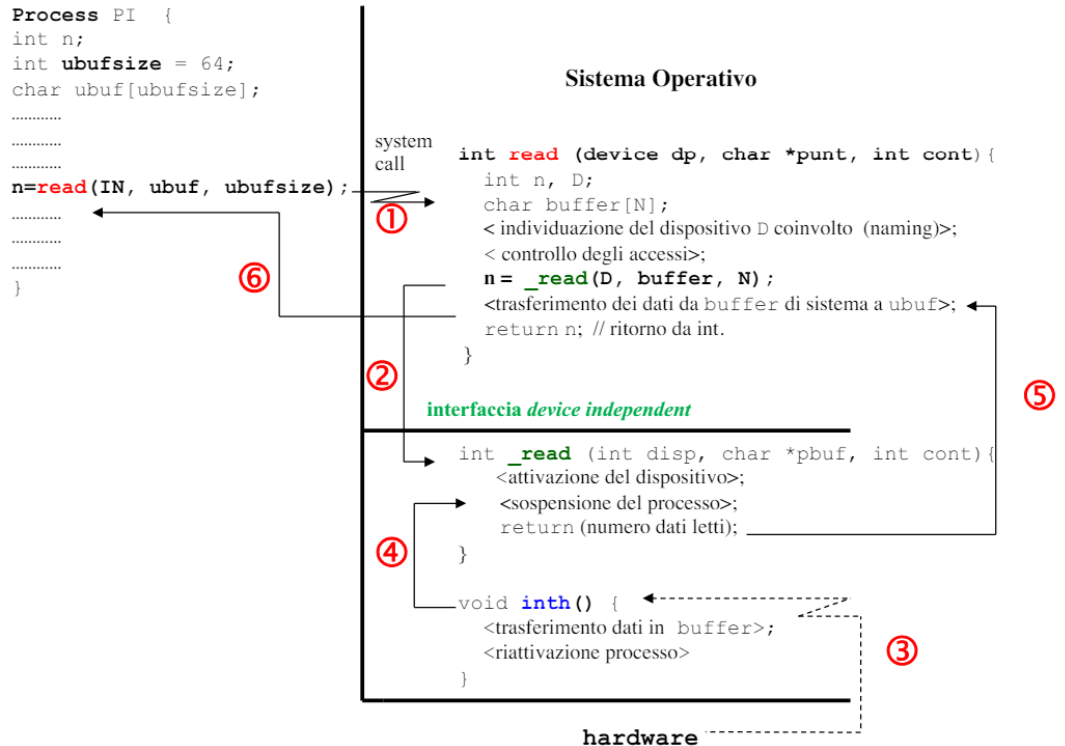 Process PI {
int n;
int ubufsize = 64;
char ubuf[ubufsize];
............
............
............
n=read(IN, ubuf, ubufsize);
............
............
............
}
Sistema Operativo
system
call
①
int read (device dp, char *punt, int cont){
int n, D;
char buffer[N];
< individuazione del dispositivo D coinvolto (naming)>;
< controllo degli accessi>;
n = _read(D, buffer, N);
<trasferimento dei dati da buffer di sistema a ubuf>;
return n; // ritorno da int.
}
⑥
②
⑤
interfaccia device independent
int _read (int disp, char *pbuf, int cont){
<attivazione del dispositivo>;
<sospensione del processo>;
return (numero dati letti);
}
④
void inth() {
<trasferimento dati in buffer>;
<riattivazione processo>
}
③
hardware